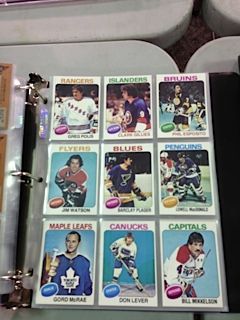 RANGERS
GREG POLIS
ISLANDERS
CLARK GILLIES
BRUINS
PHIL ESPOSITO
FLYERS
JIM WATSON
BLUES
BARCLAY PLAGER
PENGUINS
LOWELL MacDONALD
MAPLE LEAFS
GORD McRAE
CANUCKS
DON LEVER
CAPITALS
BILL MIKKELSON